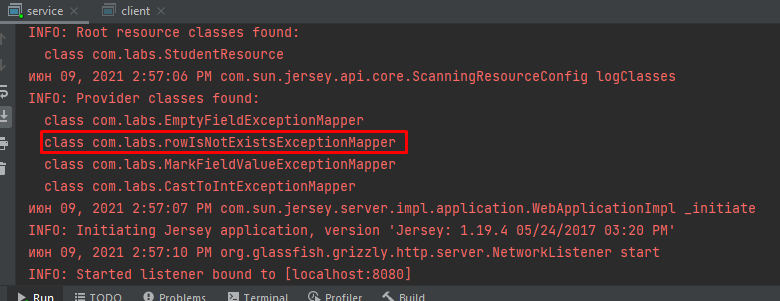 service client
INFO: Root resource classes found:
class com.labs.StudentResource
июн 09, 2021 2:57:06 PM com.sun.jersey.api.core.ScanningResourceConfig logClasses
INFO: Provider classes found:
class com.labs.EmptyFieldExceptionMapper
class com.labs.rowIsNotExistsExceptionMapper
class com.labs.MarkFieldValueExceptionMapper
class com.labs.CastToIntExceptionMapper
июн 09, 2021 2:57:07 PM com.sun.jersey.server.impl.application.WebApplicationImpl _initiate
INFO: Initiating Jersey application, version 'Jersey: 1.19.4 05/24/2017 03:20 PM'
июн 09, 2021 2:57:10 PM org.glassfish.grizzly.http.server.NetworkListener start
INFO: Started listener bound to [localhost:8080]
Run TODO Problems Terminal Profiler Build